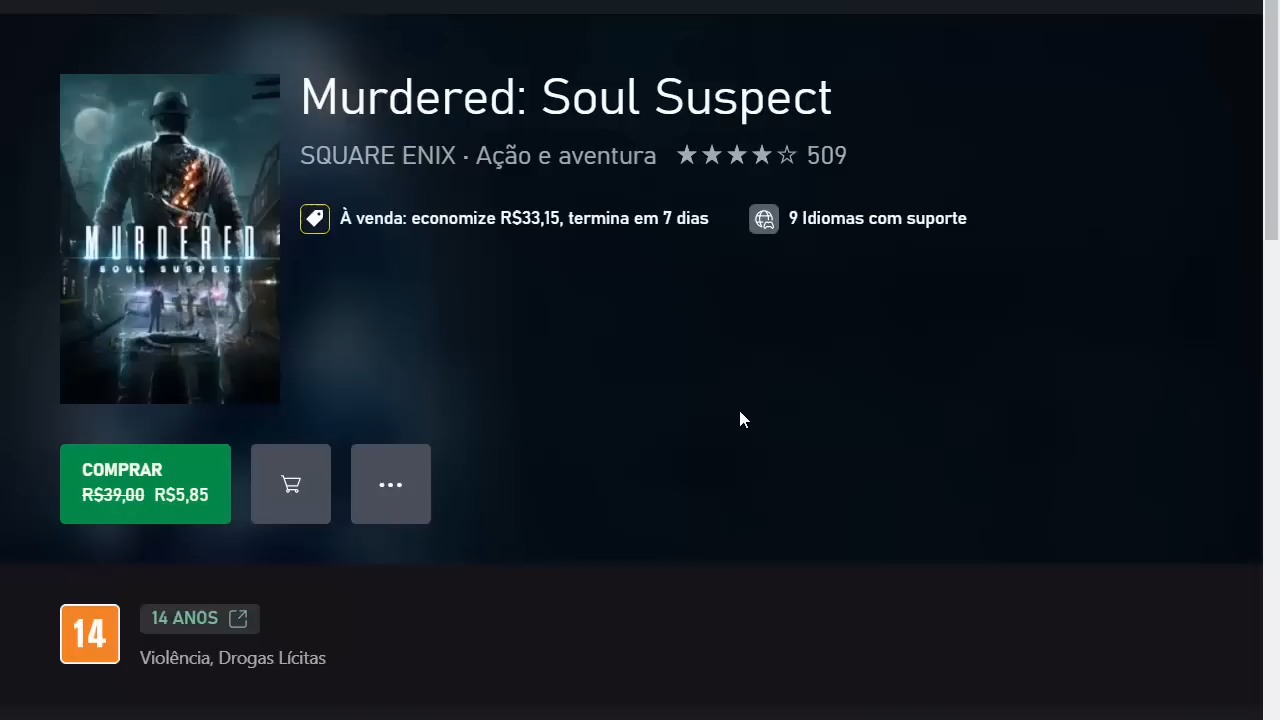 Murdered: Soul Suspect
SQUARE ENIX · Ação e aventura ★★★★☆ 509
À venda: economize R$33,15, termina em 7 dias
9 Idiomas com suporte
MURDERED
SOUL SUSPECT
COMPRAR
R$39,00 R$5,85
14
14 ANOS
Violência, Drogas Lícitas